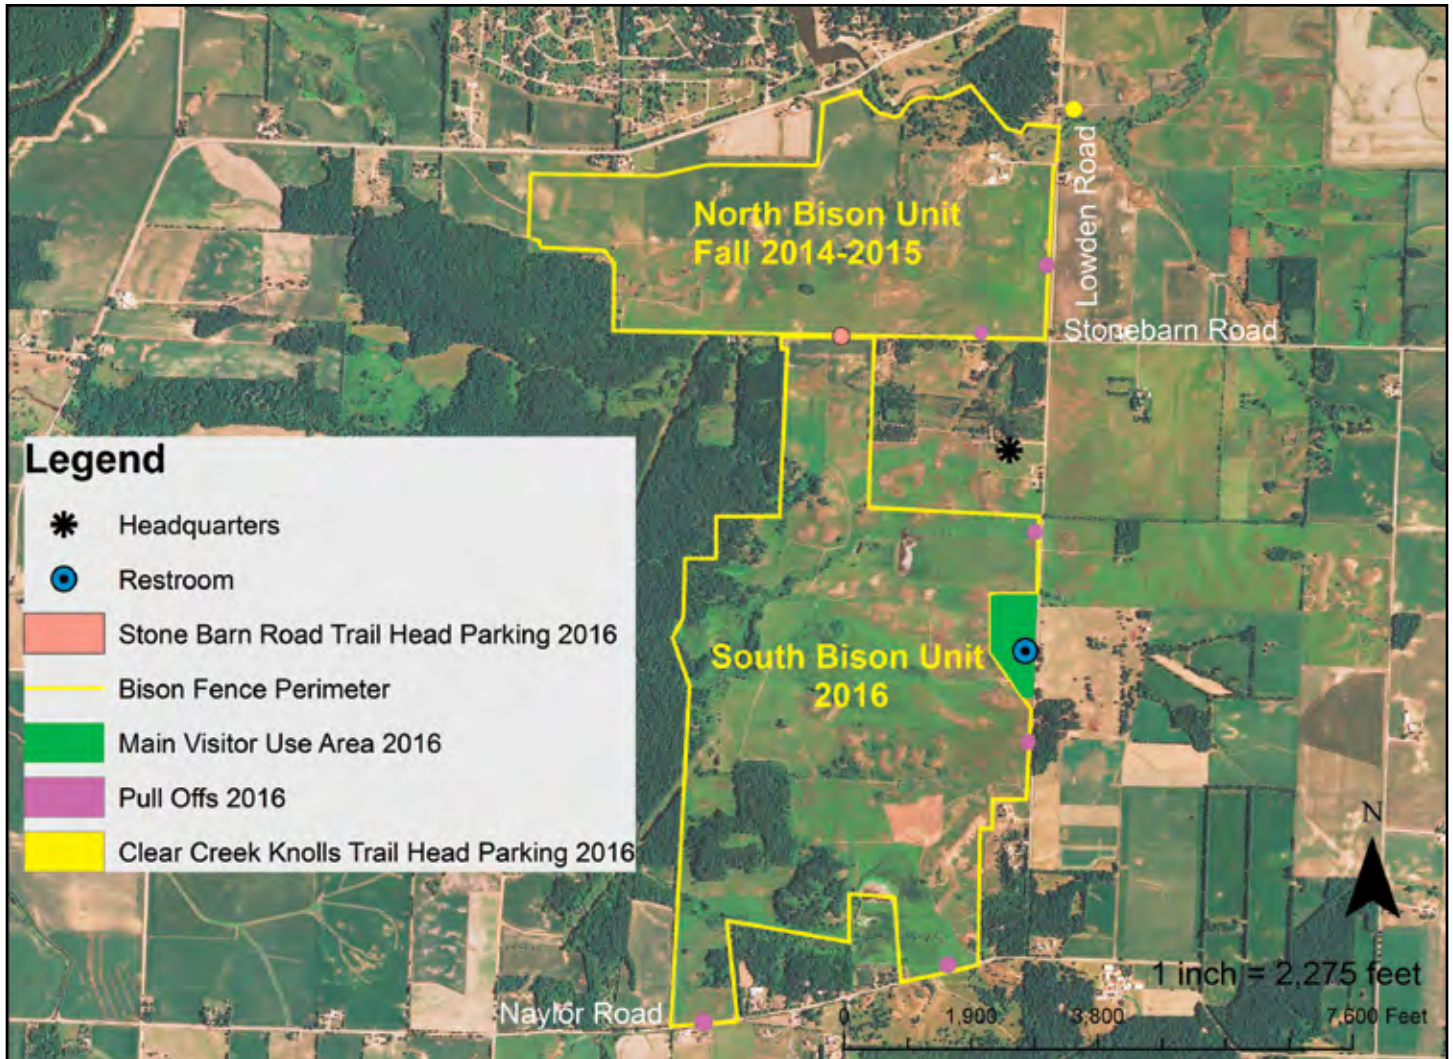 North Bison Unit
Fall 2014-2015
Lowden Road
Stonebarn Road
Legend
Headquarters
Restroom
Stone Barn Road Trail Head Parking 2016
Bison Fence Perimeter
Main Visitor Use Area 2016
Pull Offs 2016
Clear Creek Knolls Trail Head Parking 2016
South Bison Unit
2016
Naylor Road
N
1 inch = 2,275 feet
0 1,900 3,800 7,600 Feet